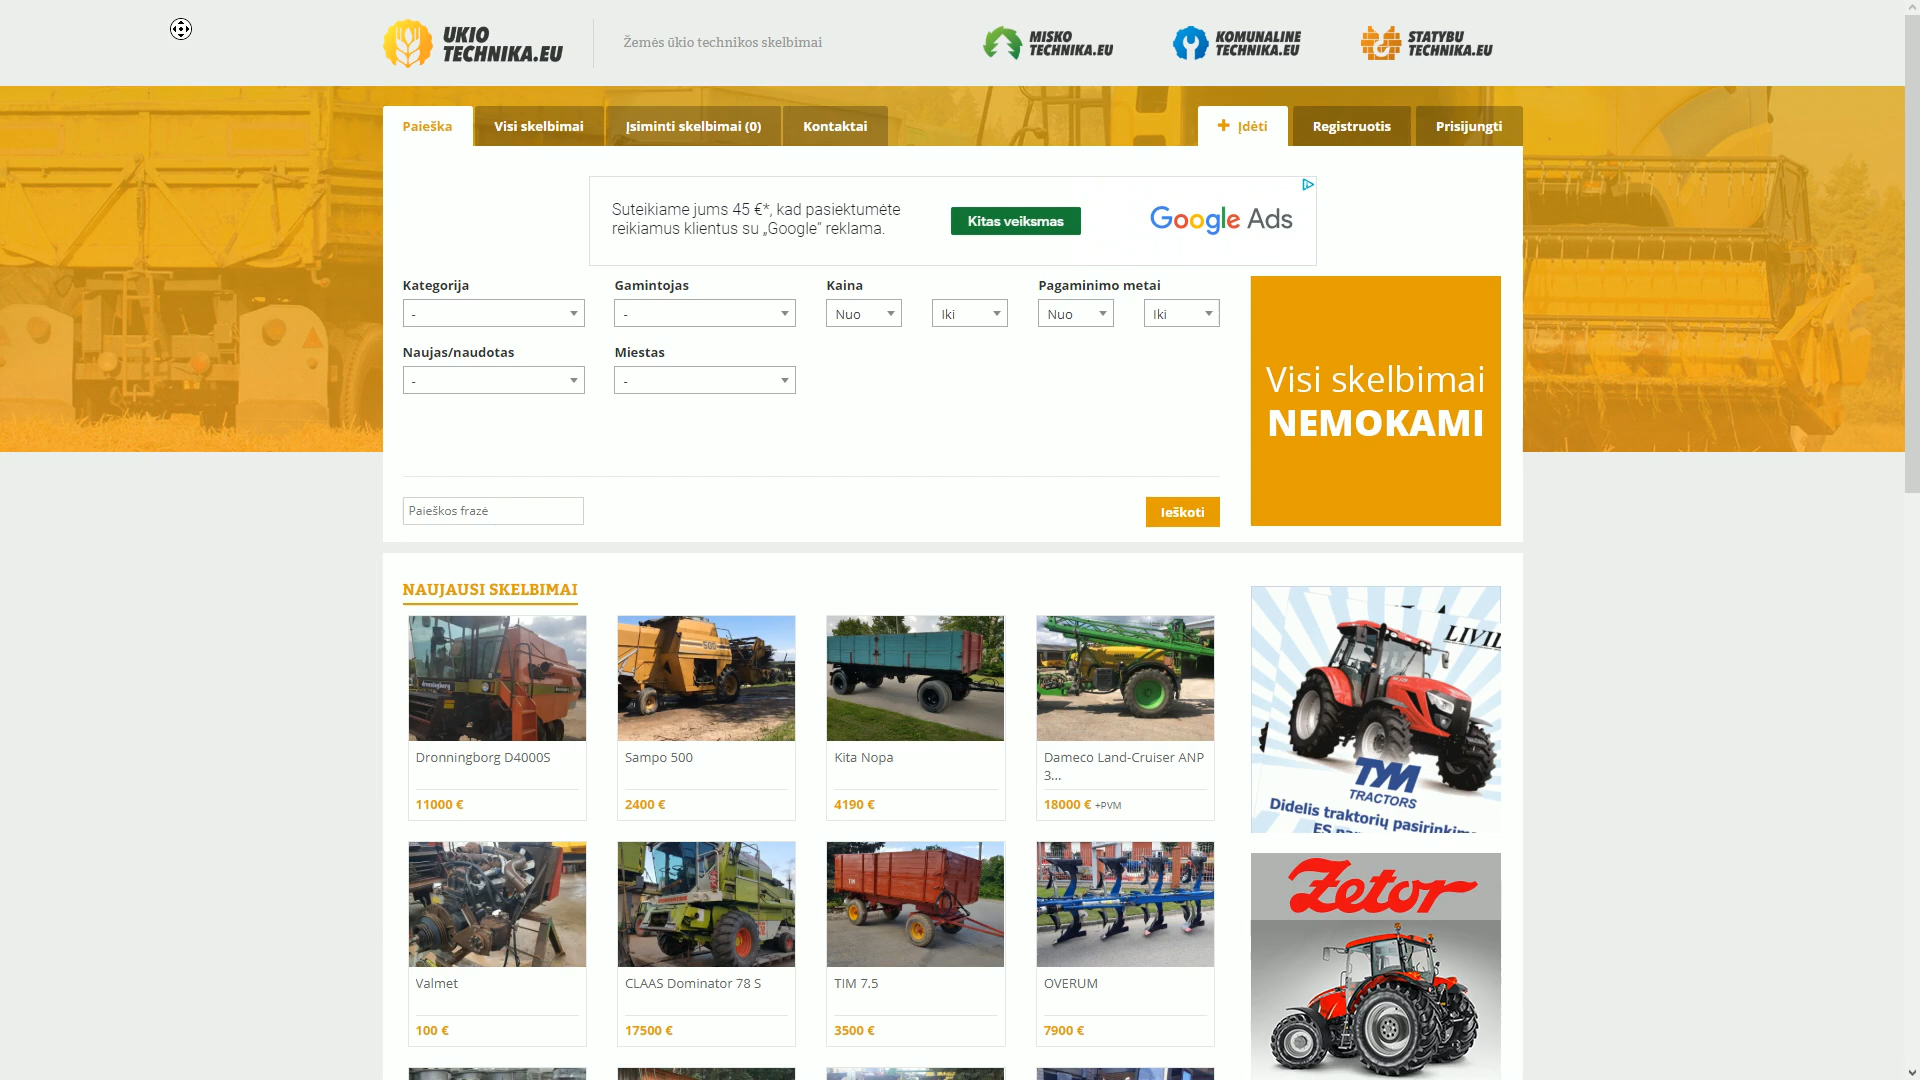 UKIO
TECHNIKA.EU
Žemės ūkio technikos skelbimai
MISKO
TECHNIKA.EU
KOMUNALINE
TECHNIKA.EU
STATYBU
TECHNIKA.EU
Paieška
Visi skelbimai
Įsiminti skelbimai (0)
Kontaktai
Įdėti
Registruotis
Prisijungti
Suteikiame jums 45 €*, kad pasiektumėte
reikiamus klientus su „Google“ reklama.
Kitas veiksmas
Google Ads
Kategorija
Gamintojas
Kaina
Pagaminimo metai
-
-
Nuo
Iki
Nuo
Iki
Naujas/naudotas
Miestas
-
-
Visi skelbimai
NEMOKAMI
Paieškos frazė
Ieškoti
NAUJAUSI SKELBIMAI
Dronningborg D4000S
11000 €
Sampo 500
2400 €
Kita Nopa
4190 €
Dameco Land-Cruiser ANP
3...
18000 € +PVM
TYM
TRACTORS
Didelis traktorių
Valmet
100 €
CLAAS Dominator 78 S
17500 €
TIM 7.5
3500 €
OVERUM
7900 €
Zetor